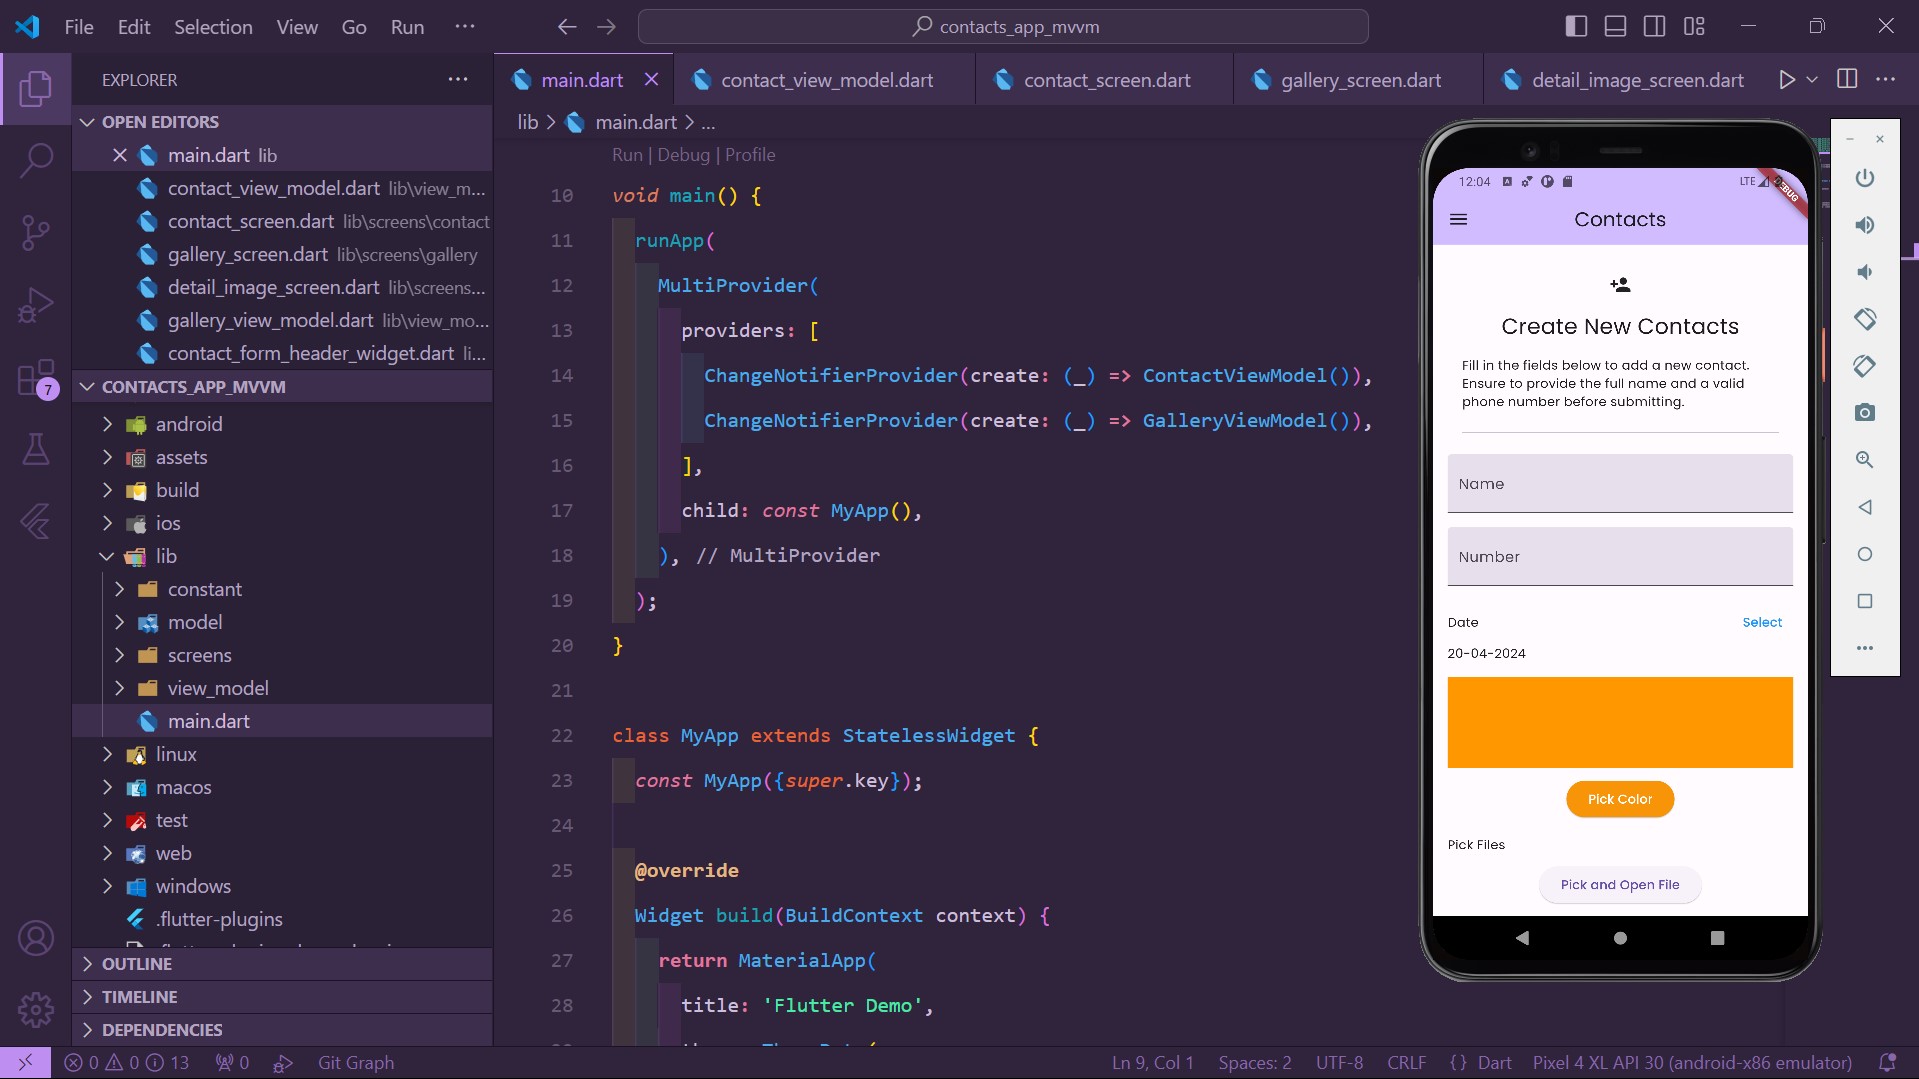 File Edit Selection View Go Run ...
contacts_app_mvvm
EXPLORER
OPEN EDITORS
main.dart lib
contact_view_model.dart lib\view_m...
contact_screen.dart lib\screens\contact
gallery_screen.dart lib\screens\gallery
detail_image_screen.dart lib\screens...
gallery_view_model.dart lib\view_mo...
contact_form_header_widget.dart li...
CONTACTS_APP_MVVM
android
assets
build
ios
lib
constant
model
screens
view_model
main.dart
linux
macos
test
web
windows
.flutter-plugins
OUTLINE
TIMELINE
DEPENDENCIES
7
main.dart contact_view_model.dart contact_screen.dart gallery_screen.dart detail_image_screen.dart
lib > main.dart > ...
Run | Debug | Profile
10 void main() {
11 runApp(
12 MultiProvider(
13 providers: [
14 ChangeNotifierProvider(create: (_) => ContactViewModel()),
15 ChangeNotifierProvider(create: (_) => GalleryViewModel()),
16 ],
17 child: const MyApp(),
18 ), // MultiProvider
19 );
20 }
21
22 class MyApp extends StatelessWidget {
23 const MyApp({super.key});
24
25 @override
26 Widget build(BuildContext context) {
27 return MaterialApp(
28 title: 'Flutter Demo',
12:04 LTE
Contacts
Create New Contacts
Fill in the fields below to add a new contact.
Ensure to provide the full name and a valid
phone number before submitting.
Name
Number
Date Select
20-04-2024
Pick Color
Pick Files
Pick and Open File
0 0 13 0 Git Graph Ln 9, Col 1 Spaces: 2 UTF-8 CRLF {} Dart Pixel 4 XL API 30 (android-x86 emulator)